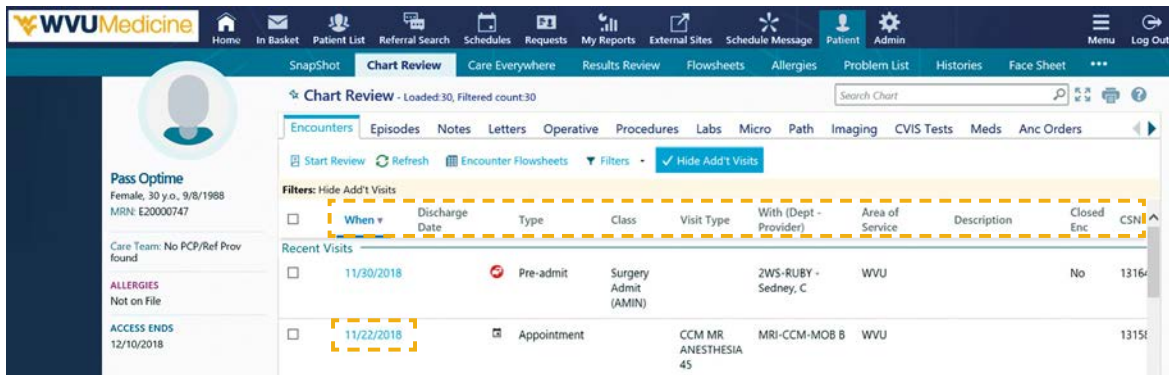 WVUMedicine
Home In Basket Patient List Referral Search Schedules Requests My Reports External Sites Schedule Message Patient Admin Menu Log Out
SnapShot Chart Review Care Everywhere Results Review Flowsheets Allergies Problem List Histories Face Sheet
Chart Review - Loaded:30, Filtered count:30
Search Chart
Encounters Episodes Notes Letters Operative Procedures Labs Micro Path Imaging CVIS Tests Meds Anc Orders
Start Review Refresh Encounter Flowsheets Filters Hide Add't Visits
Filters: Hide Add't Visits
Pass Optime
Female, 30 y.o., 9/8/1988
MRN: E20000747
Care Team: No PCP/Ref Prov
found
ALLERGIES
Not on File
ACCESS ENDS
12/10/2018
When Discharge Type Class Visit Type With (Dept - Area of Description Closed CSN
Date Provider) Service Enc
Recent Visits
11/30/2018 Pre-admit Surgery 2WS-RUBY - WVU No 1316
Admit Sedney, C
(AMIN)
11/22/2018 Appointment CCM MR MRI-CCM-MOB B WVU 1315
ANESTHESIA
45